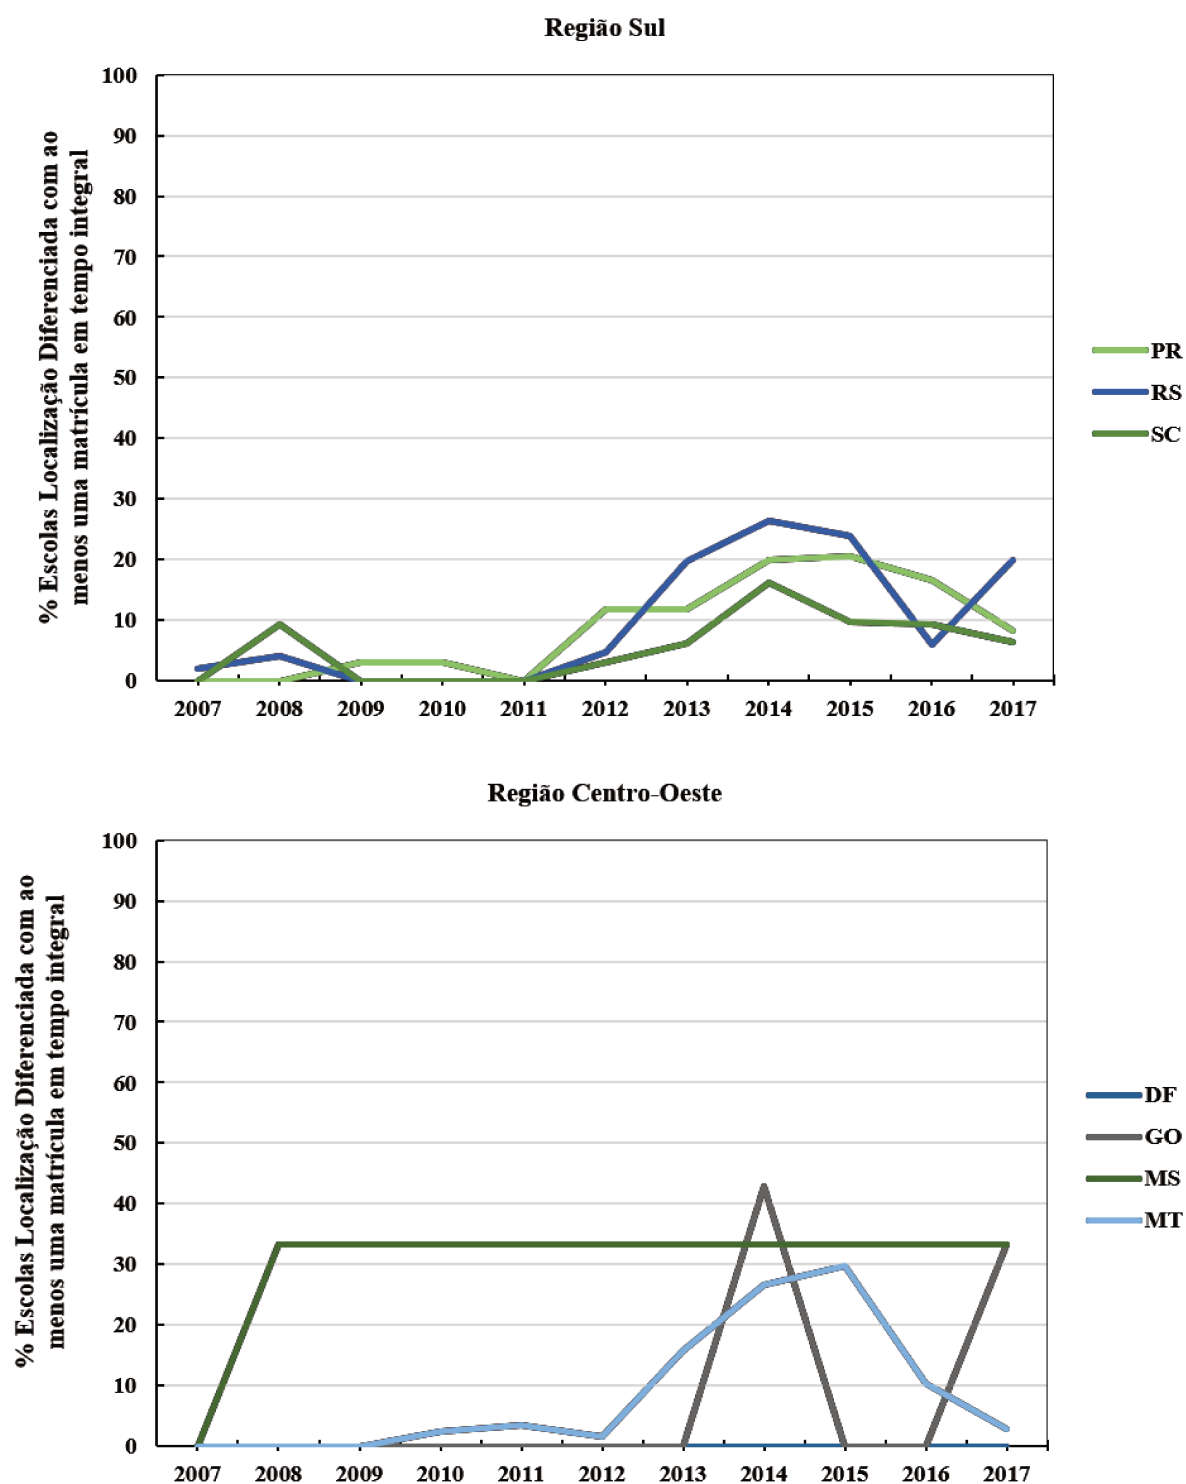 Região Sul
% Escolas Localização Diferenciada com ao
menos uma matrícula em tempo integral
100
90
80
70
60
50
40
30
20
10
0
2007 2008 2009 2010 2011 2012 2013 2014 2015 2016 2017
PR
RS
SC
Região Centro-Oeste
% Escolas Localização Diferenciada com ao
menos uma matrícula em tempo integral
100
90
80
70
60
50
40
30
20
10
0
2007 2008 2009 2010 2011 2012 2013 2014 2015 2016 2017
DF
GO
MS
MT